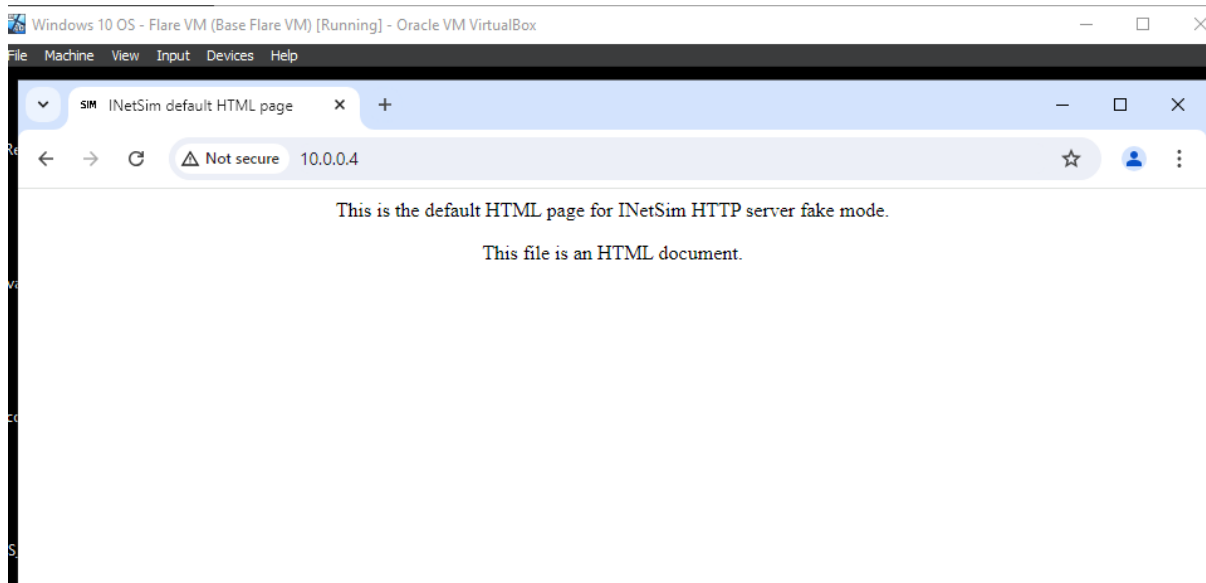 Windows 10 OS - Flare VM (Base Flare VM) [Running] - Oracle VM VirtualBox
File Machine View Input Devices Help
SIM INetSim default HTML page
Not secure 10.0.0.4
This is the default HTML page for INetSim HTTP server fake mode.
This file is an HTML document.